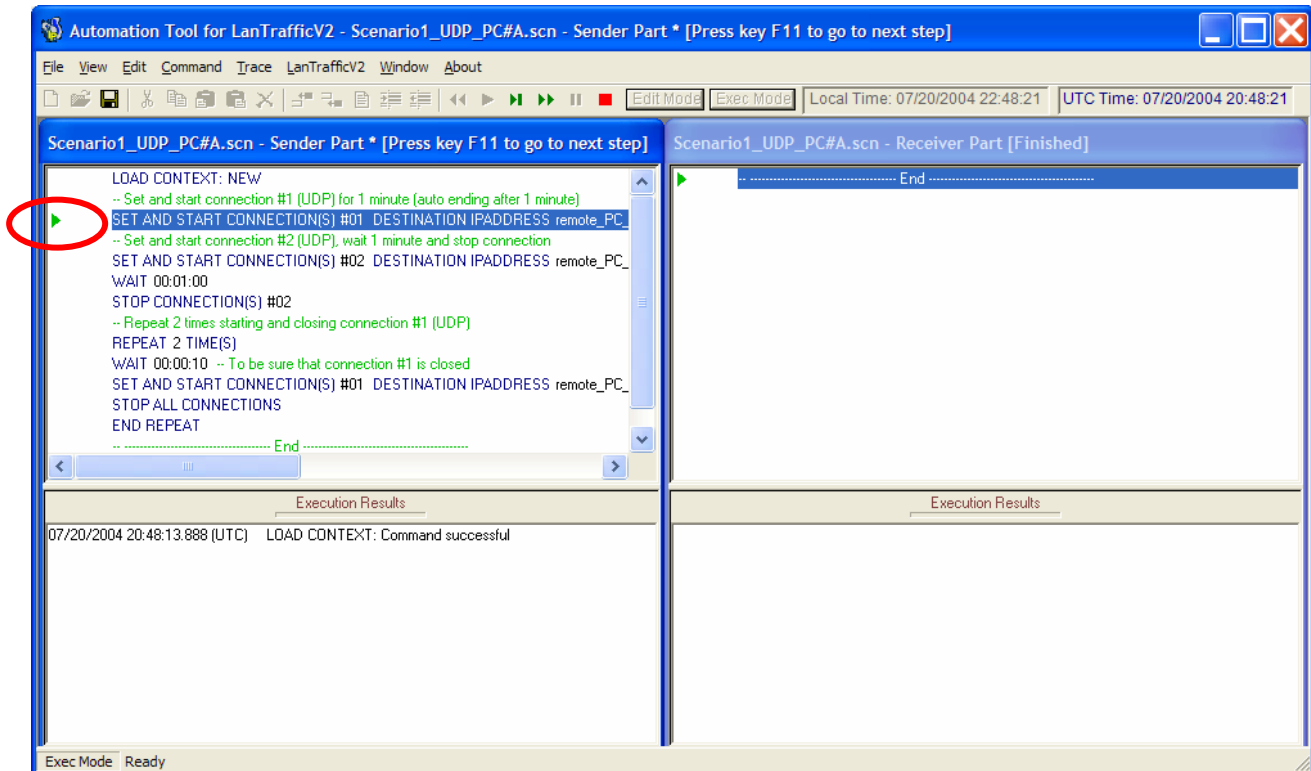 Automation Tool for LanTrafficV2 - Scenario1_UDP_PC#A.scn - Sender Part * [Press key F11 to go to next step]
File View Edit Command Trace LanTrafficV2 Window About
Edit Mode Exec Mode Local Time: 07/20/2004 22:48:21 UTC Time: 07/20/2004 20:48:21
Scenario1_UDP_PC#A.scn - Sender Part * [Press key F11 to go to next step]
LOAD CONTEXT: NEW
-- Set and start connection #1 (UDP) for 1 minute (auto ending after 1 minute)
SET AND START CONNECTION(S) #01 DESTINATION IPADDRESS remote_PC_
-- Set and start connection #2 (UDP), wait 1 minute and stop connection
SET AND START CONNECTION(S) #02 DESTINATION IPADDRESS remote_PC_
WAIT 00:01:00
STOP CONNECTION(S) #02
-- Repeat 2 times starting and closing connection #1 (UDP)
REPEAT 2 TIME(S)
WAIT 00:00:10 -- To be sure that connection #1 is closed
SET AND START CONNECTION(S) #01 DESTINATION IPADDRESS remote_PC_
STOP ALL CONNECTIONS
END REPEAT
-- -------------------------------------- End -------------------------------------------
Execution Results
07/20/2004 20:48:13.888 (UTC) LOAD CONTEXT: Command successful
Scenario1_UDP_PC#A.scn - Receiver Part [Finished]
-- -------------------------------------- End -------------------------------------------
Execution Results
Exec Mode Ready